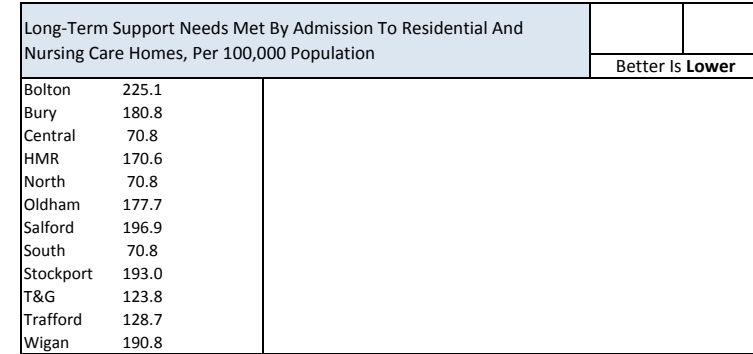 Long-Term Support Needs Met By Admission To Residential And
Nursing Care Homes, Per 100,000 Population
Better Is Lower
Bolton 225.1
Bury 180.8
Central 70.8
HMR 170.6
North 70.8
Oldham 177.7
Salford 196.9
South 70.8
Stockport 193.0
T&G 123.8
Trafford 128.7
Wigan 190.8